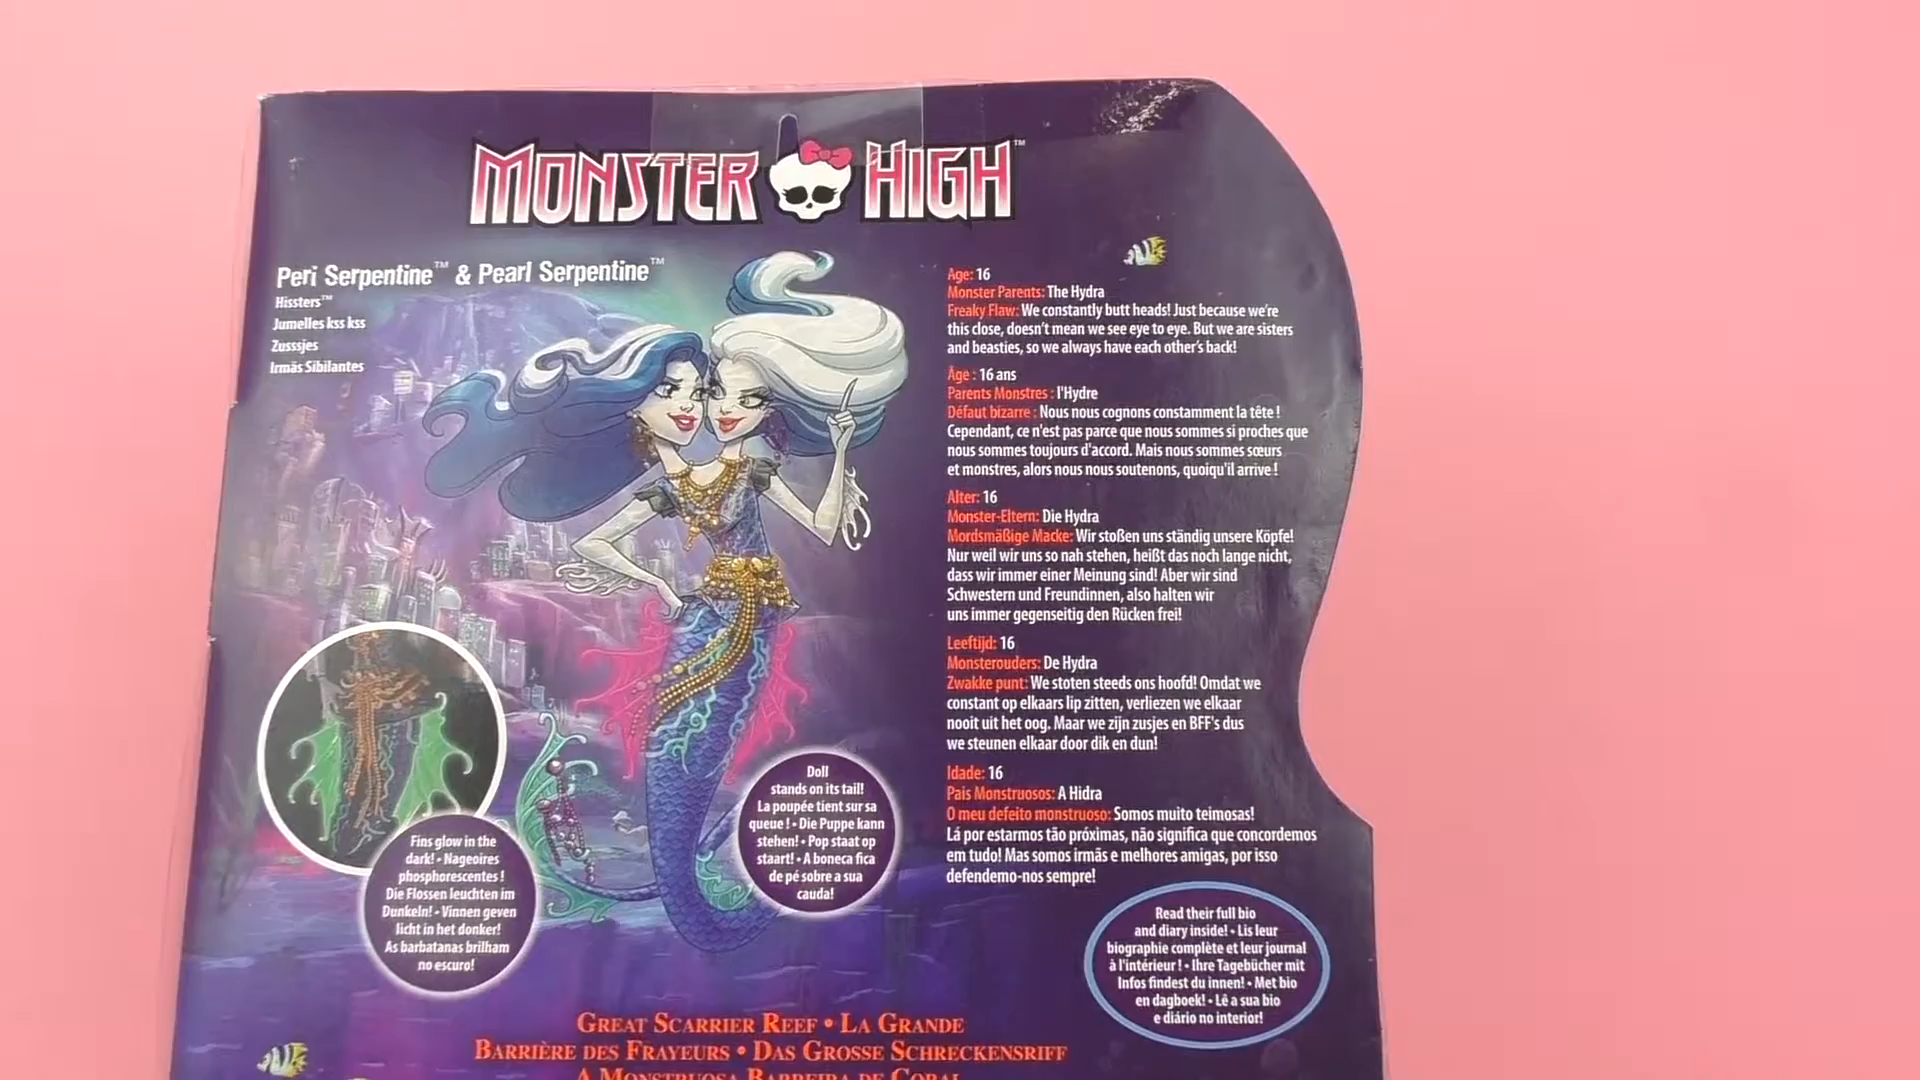 MONSTER HIGH™
Peri Serpentine™ & Pearl Serpentine™
Hissters™
Jumelles kss kss
Zusssjes
Irmãs Sibilantes
Age: 16
Monster Parents: The Hydra
Freaky Flaw: We constantly butt heads! Just because we're
this close, doesn't mean we see eye to eye. But we are sisters
and beasties, so we always have each other's back!
Âge : 16 ans
Parents Monstres : l'Hydre
Défaut bizarre : Nous nous cognons constamment la tête !
Cependant, ce n'est pas parce que nous sommes si proches que
nous sommes toujours d'accord. Mais nous sommes sœurs
et monstres, alors nous nous soutenons, quoiqu'il arrive !
Alter: 16
Monster-Eltern: Die Hydra
Mordsmäßige Macke: Wir stoßen uns ständig unsere Köpfe!
Nur weil wir uns so nah stehen, heißt das noch lange nicht,
dass wir immer einer Meinung sind! Aber wir sind
Schwestern und Freundinnen, also halten wir
uns immer gegenseitig den Rücken frei!
Leeftijd: 16
Monsterouders: De Hydra
Zwakke punt: We stoten steeds ons hoofd! Omdat we
constant op elkaars lip zitten, verliezen we elkaar
nooit uit het oog. Maar we zijn zusjes en BFF's dus
we steunen elkaar door dik en dun!
Idade: 16
Pais Monstruosos: A Hidra
O meu defeito monstruoso: Somos muito teimosas!
Lá por estarmos tão próximas, não significa que concordemos
em tudo! Mas somos irmãs e melhores amigas, por isso
defendemo-nos sempre!
Doll
stands on its tail!
La poupée tient sur sa
queue ! • Die Puppe kann
stehen! • Pop staat op
staart! • A boneca fica
de pé sobre a sua
cauda!
Fins glow in the
dark! • Nageoires
phosphorescentes !
Die Flossen leuchten im
Dunkeln! • Vinnen geven
licht in het donker!
As barbatanas brilham
no escuro!
Read their full bio
and diary inside! • Lis leur
biographie complète et leur journal
à l'intérieur ! • Ihre Tagebücher mit
Infos findest du innen! • Met bio
en dagboek! • Lê a sua bio
e diário no interior!
GREAT SCARRIER REEF • LA GRANDE
BARRIÈRE DES FRAYEURS • DAS GROSSE SCHRECKENSRIFF
A MONSTRUOSA BARREIRA DE CORAL